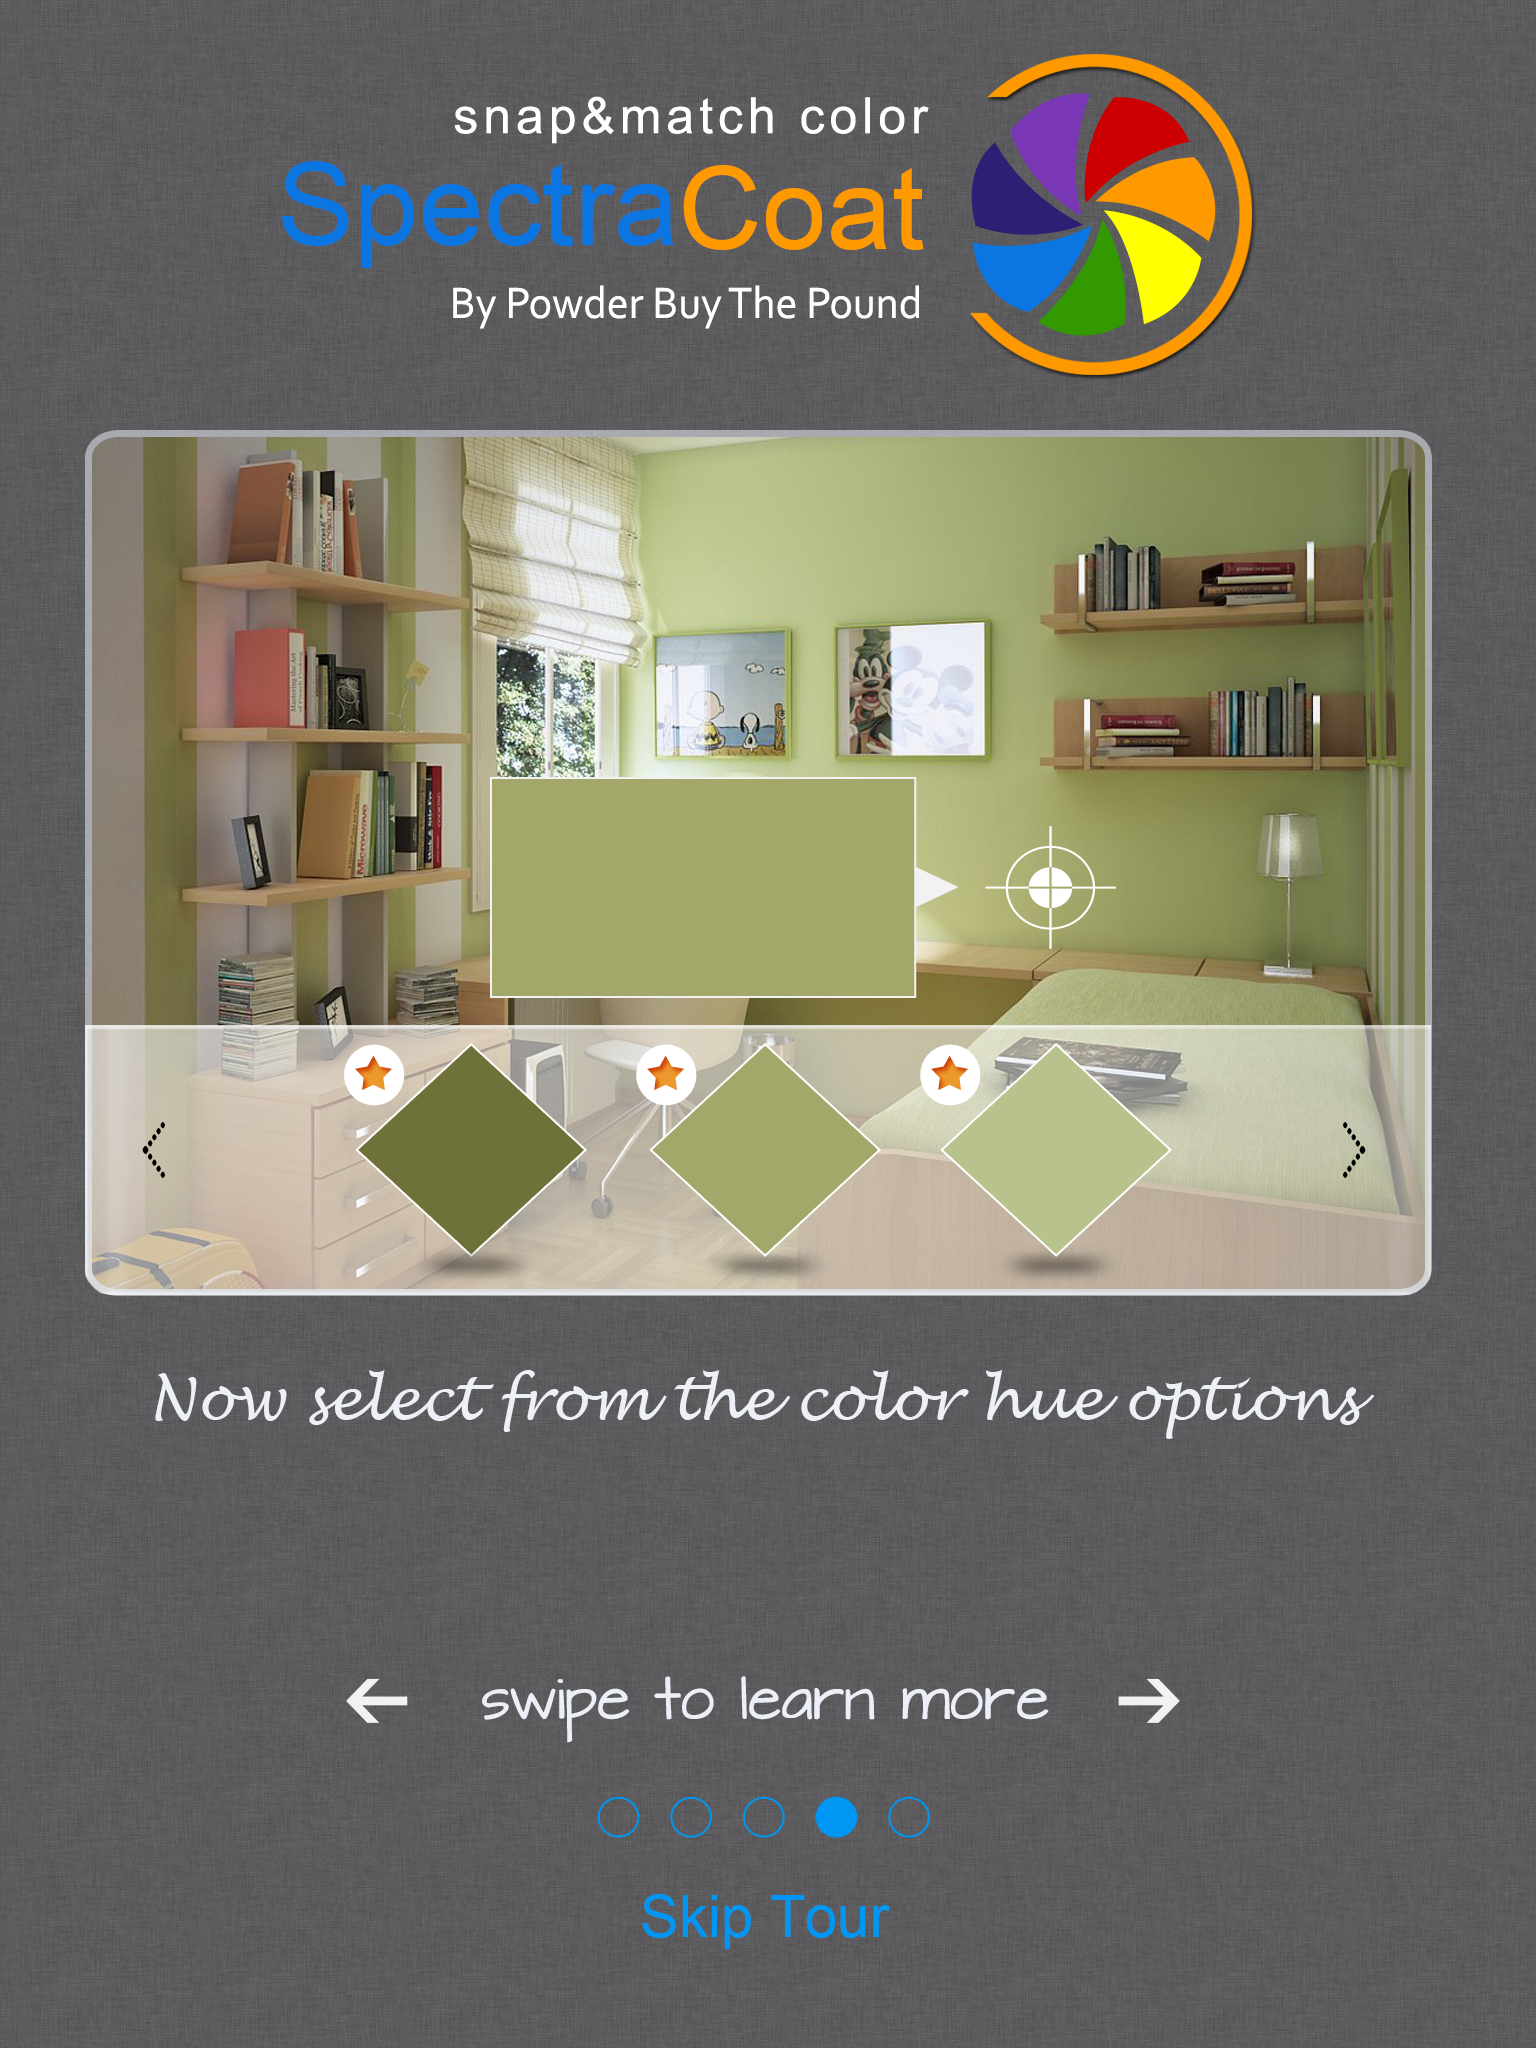 snap&match color
SpectraCoat
By Powder Buy The Pound
Microwave
Now select from the color hue options
swipe to learn more
Skip Tour